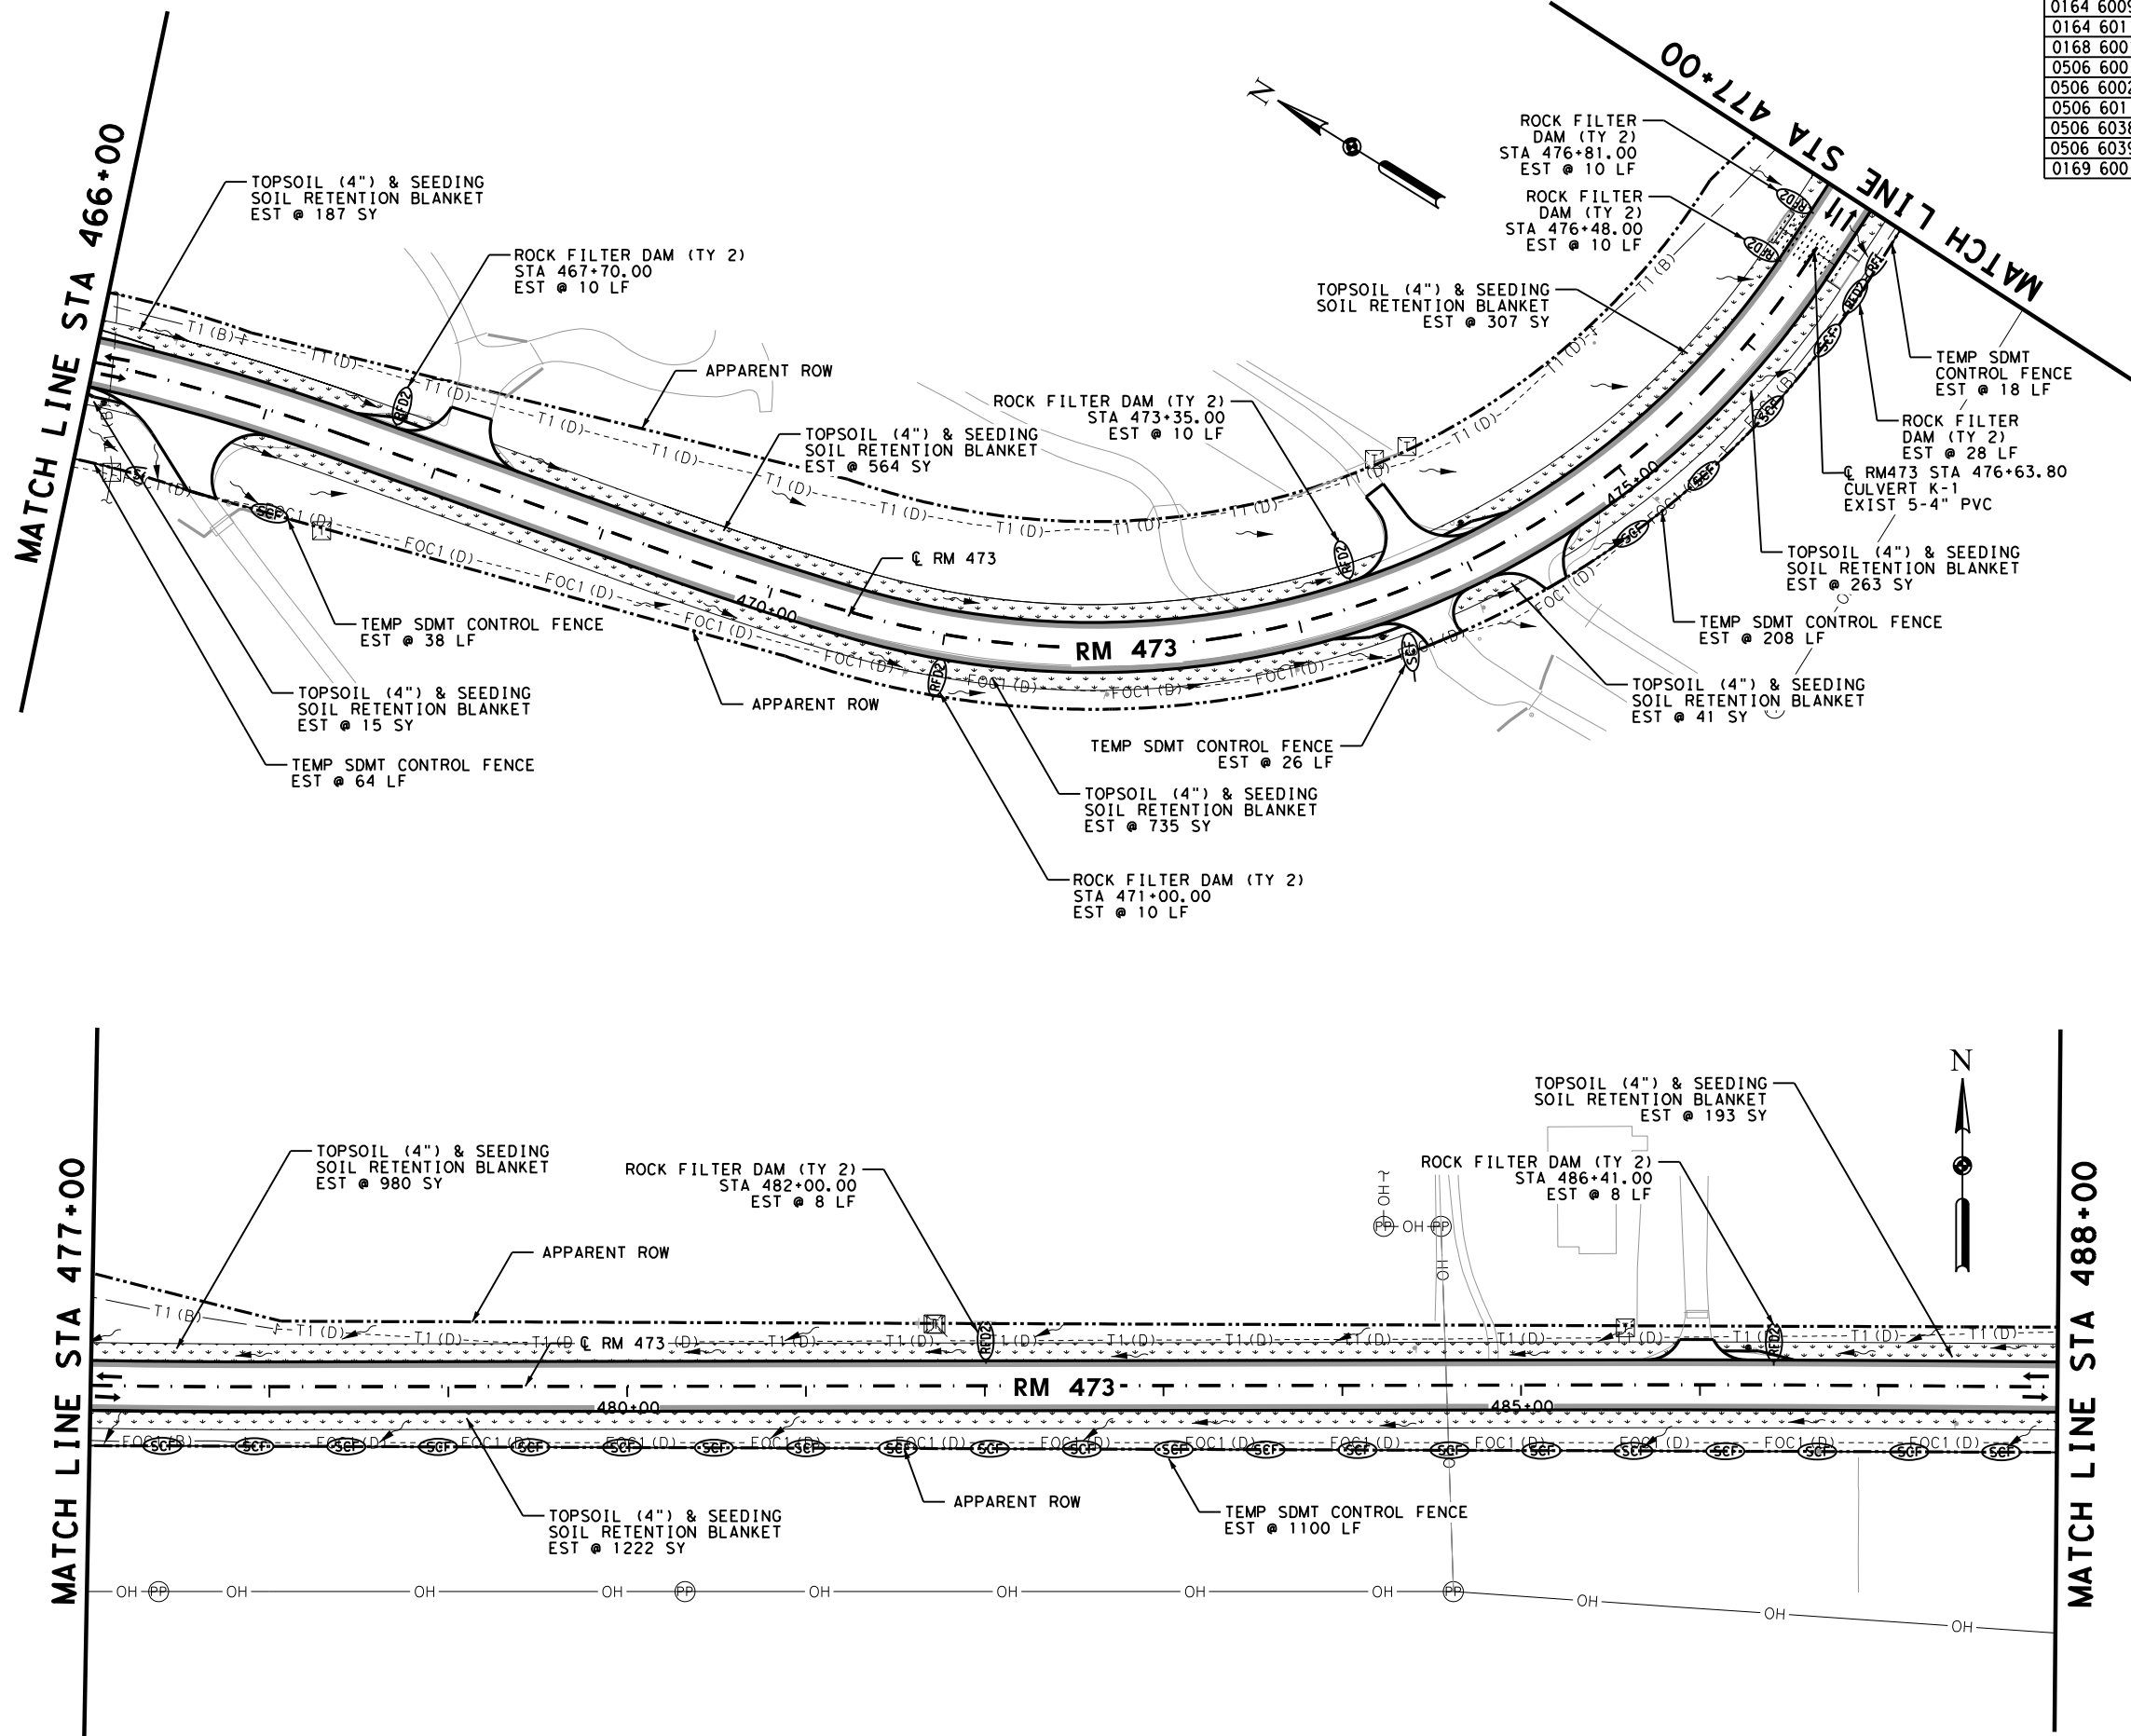 0164 6009
0164 601
0168 600
0506 600
0506 6002
0506 601
0506 6038
0506 6039
0169 600
MATCH LINE STA 466+00
MATCH LINE STA 477+00
N
TOPSOIL (4") & SEEDING
SOIL RETENTION BLANKET
EST @ 187 SY
ROCK FILTER DAM (TY 2)
STA 467+70.00
EST @ 10 LF
APPARENT ROW
TOPSOIL (4") & SEEDING
SOIL RETENTION BLANKET
EST @ 564 SY
ROCK FILTER DAM (TY 2)
STA 473+35.00
EST @ 10 LF
ROCK FILTER
DAM (TY 2)
STA 476+81.00
EST @ 10 LF
ROCK FILTER
DAM (TY 2)
STA 476+48.00
EST @ 10 LF
TOPSOIL (4") & SEEDING
SOIL RETENTION BLANKET
EST @ 307 SY
TEMP SDMT
CONTROL FENCE
EST @ 18 LF
ROCK FILTER
DAM (TY 2)
EST @ 28 LF
℄ RM473 STA 476+63.80
CULVERT K-1
EXIST 5-4" PVC
TOPSOIL (4") & SEEDING
SOIL RETENTION BLANKET
EST @ 263 SY
TEMP SDMT CONTROL FENCE
EST @ 208 LF
TOPSOIL (4") & SEEDING
SOIL RETENTION BLANKET
EST @ 41 SY
℄ RM 473
RM 473
470+00
475+00
TEMP SDMT CONTROL FENCE
EST @ 38 LF
TOPSOIL (4") & SEEDING
SOIL RETENTION BLANKET
EST @ 15 SY
TEMP SDMT CONTROL FENCE
EST @ 64 LF
APPARENT ROW
TEMP SDMT CONTROL FENCE
EST @ 26 LF
TOPSOIL (4") & SEEDING
SOIL RETENTION BLANKET
EST @ 735 SY
ROCK FILTER DAM (TY 2)
STA 471+00.00
EST @ 10 LF
MATCH LINE STA 477+00
MATCH LINE STA 488+00
N
TOPSOIL (4") & SEEDING
SOIL RETENTION BLANKET
EST @ 193 SY
TOPSOIL (4") & SEEDING
SOIL RETENTION BLANKET
EST @ 980 SY
ROCK FILTER DAM (TY 2)
STA 482+00.00
EST @ 8 LF
ROCK FILTER DAM (TY 2)
STA 486+41.00
EST @ 8 LF
APPARENT ROW
℄ RM 473
RM 473
480+00
485+00
TOPSOIL (4") & SEEDING
SOIL RETENTION BLANKET
EST @ 1222 SY
APPARENT ROW
TEMP SDMT CONTROL FENCE
EST @ 1100 LF
OH PP OH OH OH PP OH OH OH OH PP OH OH OH